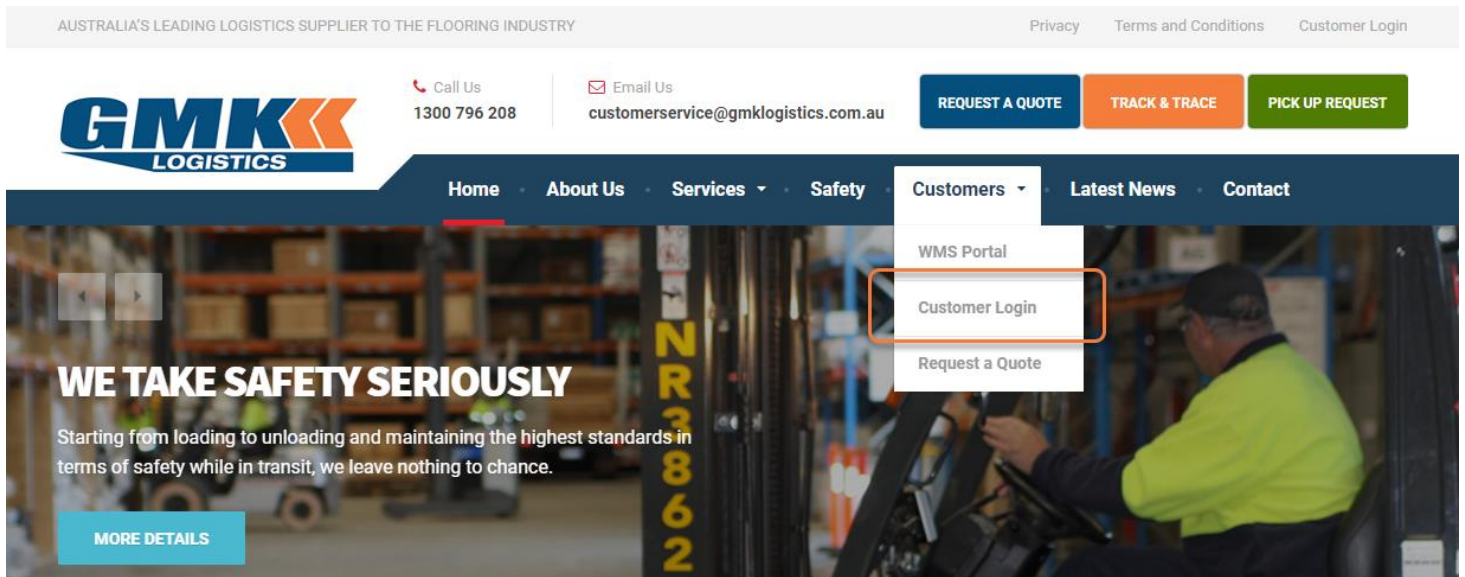 AUSTRALIA'S LEADING LOGISTICS SUPPLIER TO THE FLOORING INDUSTRY
Privacy Terms and Conditions Customer Login
GMK
LOGISTICS
Call Us
1300 796 208
Email Us
customerservice@gmklogistics.com.au
REQUEST A QUOTE
TRACK & TRACE
PICK UP REQUEST
Home About Us Services Safety Customers Latest News Contact
WMS Portal
Customer Login
Request a Quote
WE TAKE SAFETY SERIOUSLY
Starting from loading to unloading and maintaining the highest standards in
terms of safety while in transit, we leave nothing to chance.
MORE DETAILS
NR3862